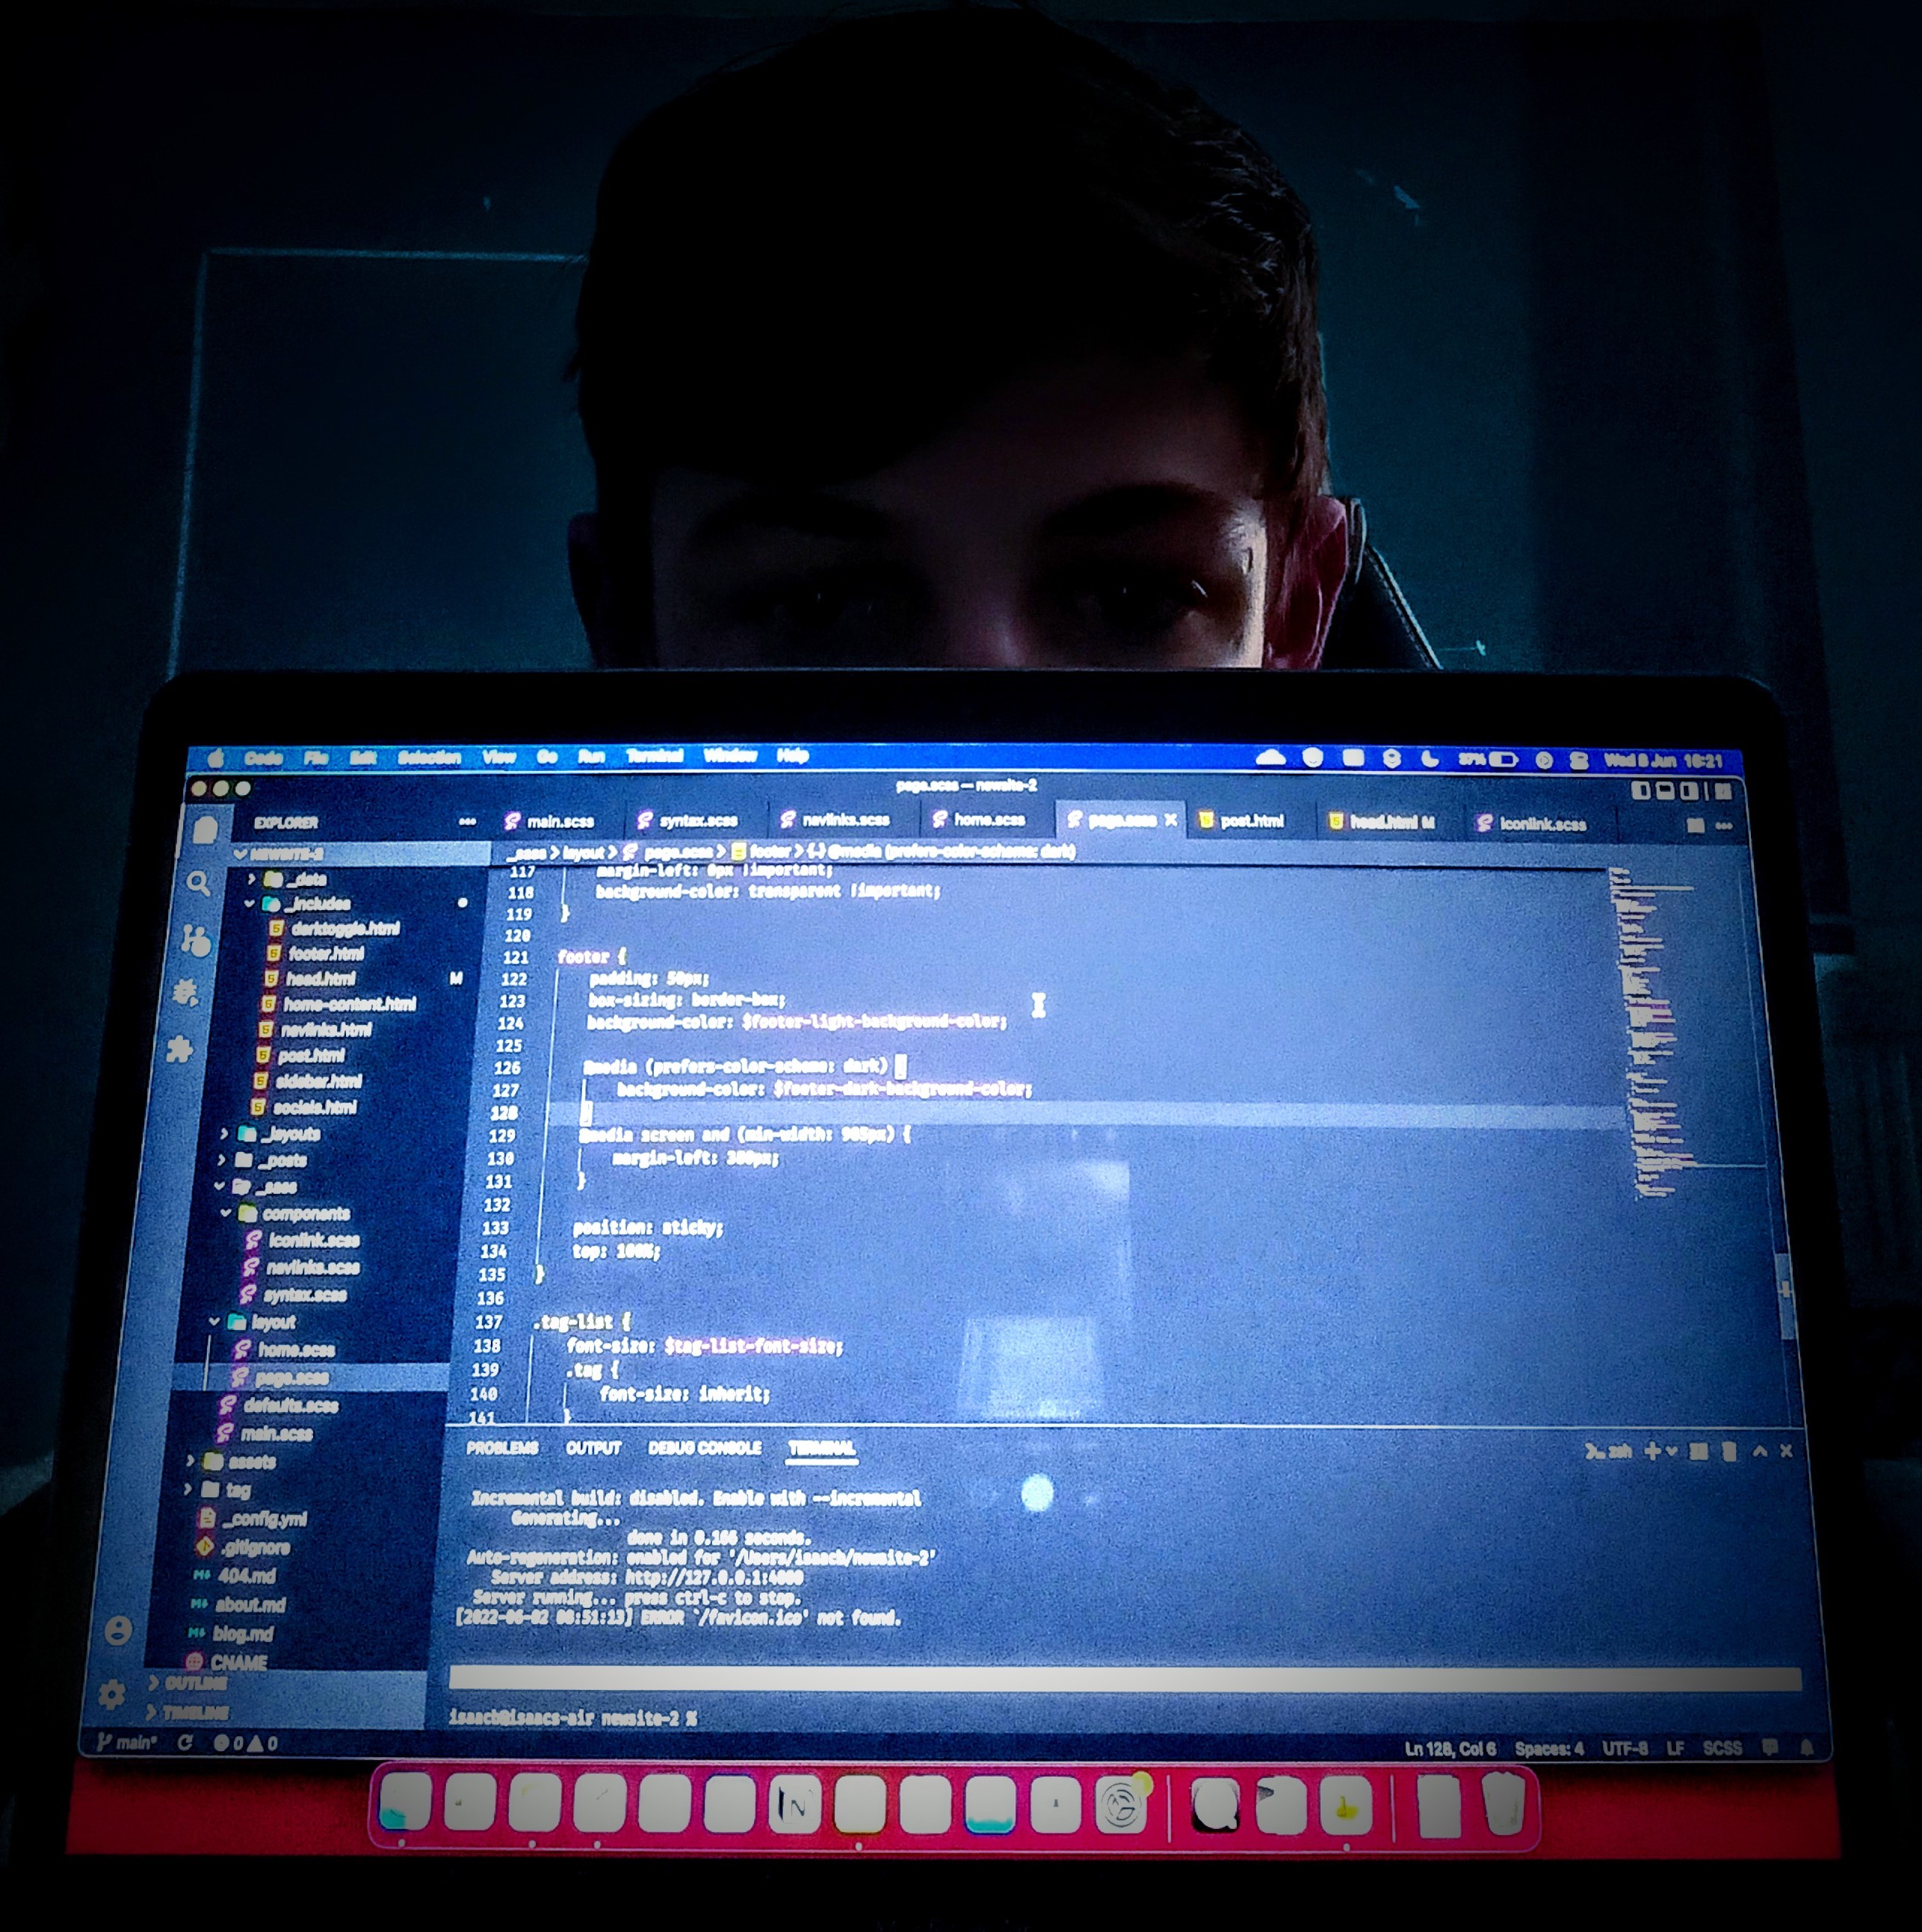 Code File Edit Selection View Go Run Terminal Window Help 37% Wed 8 Jun 16:21
page.scss — newsite-2
EXPLORER
main.scss syntax.scss navlinks.scss home.scss page.scss post.html head.html M iconlink.scss
NEWSITE-2
_sass > layout > page.scss > footer > {} @media (prefers-color-scheme: dark)
_data
_includes
darktoggle.html
footer.html
head.html M
home-content.html
navlinks.html
post.html
sidebar.html
socials.html
_layouts
_posts
_sass
components
iconlink.scss
navlinks.scss
syntax.scss
layout
home.scss
page.scss
defaults.scss
main.scss
assets
tag
_config.yml
.gitignore
404.md
about.md
blog.md
CNAME
OUTLINE
TIMELINE
117 margin-left: 0px !important;
118 background-color: transparent !important;
119 }
120
121 footer {
122 padding: 50px;
123 box-sizing: border-box;
124 background-color: $footer-light-background-color;
125
126 @media (prefers-color-scheme: dark) {
127 background-color: $footer-dark-background-color;
128 }
129 @media screen and (min-width: ) {
130 margin-left: 300px;
131 }
132
133 position: sticky;
134 top: 100%;
135 }
136
137 .tag-list {
138 font-size: $tag-list-font-size;
139 .tag {
140 font-size: inherit;
141 }
PROBLEMS OUTPUT DEBUG CONSOLE TERMINAL zsh
Incremental build: disabled. Enable with --incremental
Generating...
done in 0.166 seconds.
Auto-regeneration: enabled for '/Users/isaach/newsite-2'
Server address: http://127.0.0.1:4000
Server running... press ctrl-c to stop.
[2022-06-02 08:51:13] ERROR `/favicon.ico' not found.
isaach@isaacs-air newsite-2 %
main* 0 0 Ln 128, Col 6 Spaces: 4 UTF-8 LF SCSS